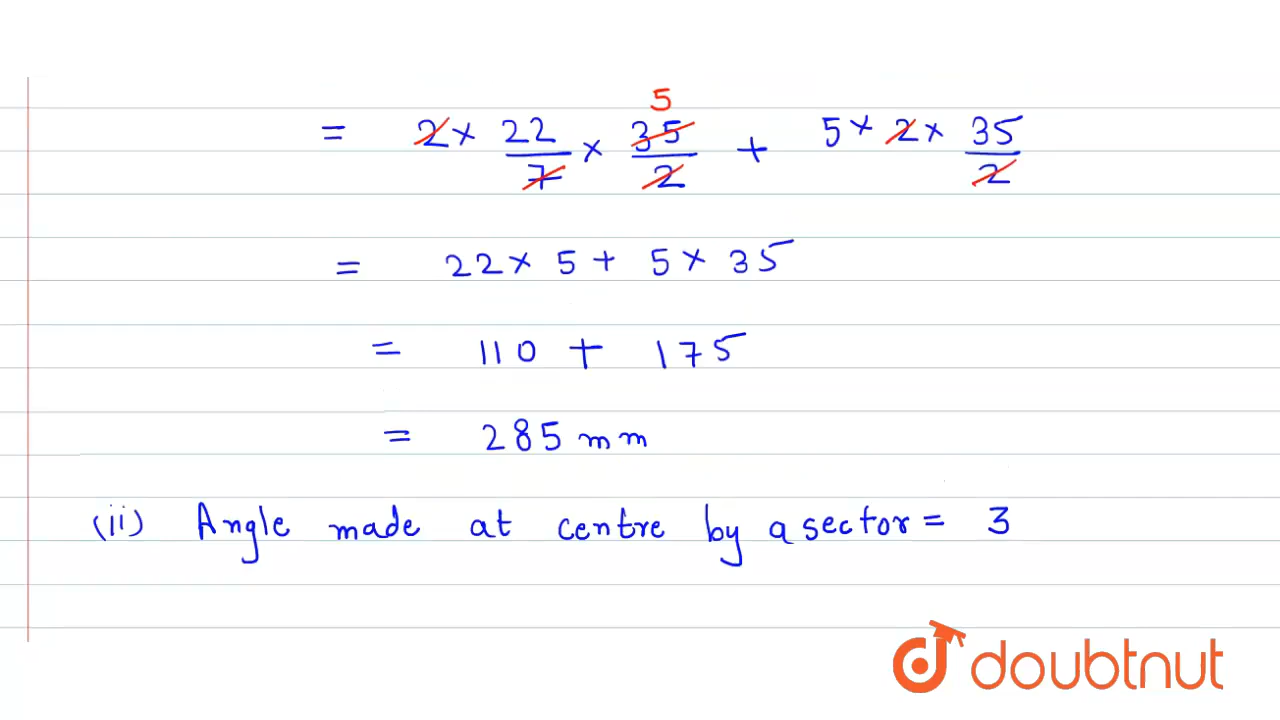 5
= 2 × 22/7 × 35/2 + 5 × 2 × 35/2
= 22 × 5 + 5 × 35
= 110 + 175
= 285 mm
(ii) Angle made at centre by a sector = 3
doubtnut